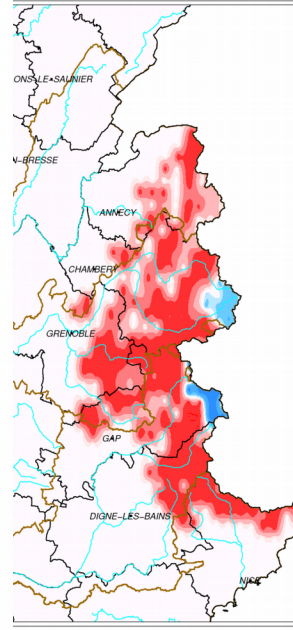 ONS-LE-SAUNIER
N-BRESSE
ANNECY
CHAMBERY
GRENOBLE
GAP
DIGNE-LES-BAINS
NICE